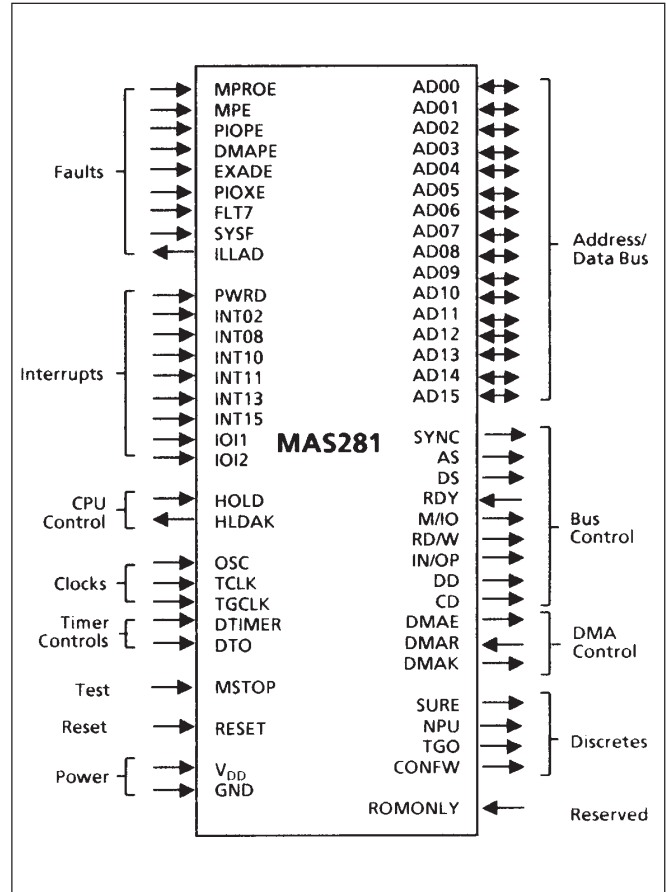 Faults
MPROE
MPE
PIOPE
DMAPE
EXADE
PIOXE
FLT7
SYSF
ILLAD
Interrupts
PWRD
INT02
INT08
INT10
INT11
INT13
INT15
IOI1
IOI2
CPU
Control
HOLD
HLDAK
Clocks
OSC
TCLK
TGCLK
Timer
Controls
DTIMER
DTO
Test
MSTOP
Reset
RESET
Power
VDD
GND
MAS281
AD00
AD01
AD02
AD03
AD04
AD05
AD06
AD07
AD08
AD09
AD10
AD11
AD12
AD13
AD14
AD15
Address/
Data Bus
SYNC
AS
DS
RDY
M/IO
RD/W
IN/OP
DD
CD
Bus
Control
DMAE
DMAR
DMAK
DMA
Control
SURE
NPU
TGO
CONFW
Discretes
ROMONLY
Reserved